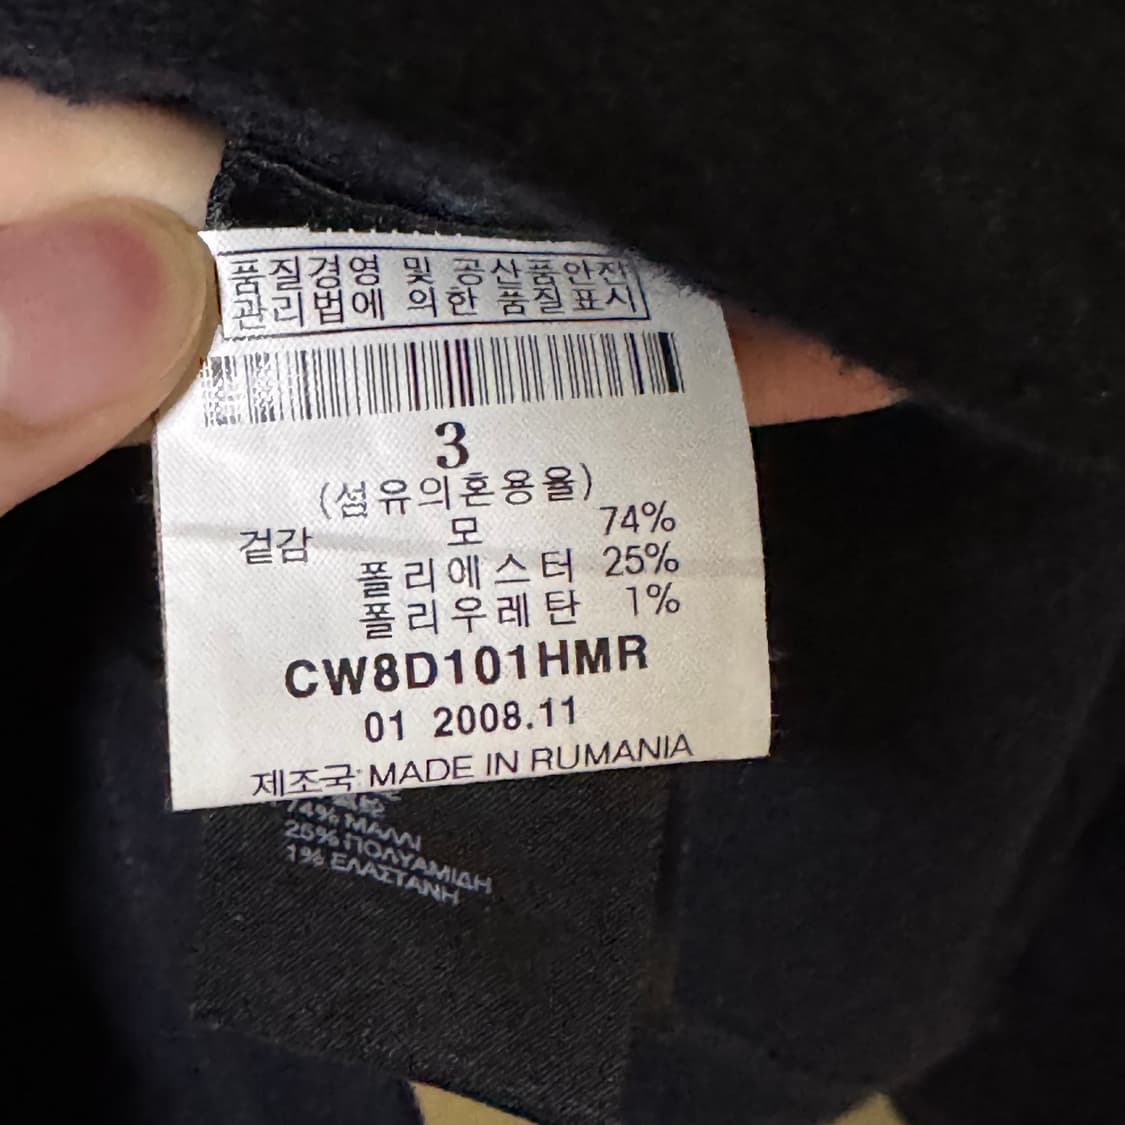 품질경영 및 공산품안전
관리법에 의한 품질표시
3
(섬유의혼용율)
겉감 모 74%
폴리에스터 25%
폴리우레탄 1%
CW8D101HMR
01 2008.11
제조국:MADE IN RUMANIA
74% ΜΑΛΛΙ
25% ΠΟΛΥΑΜΙΔΗ
1% ΕΛΑΣΤΑΝΗ